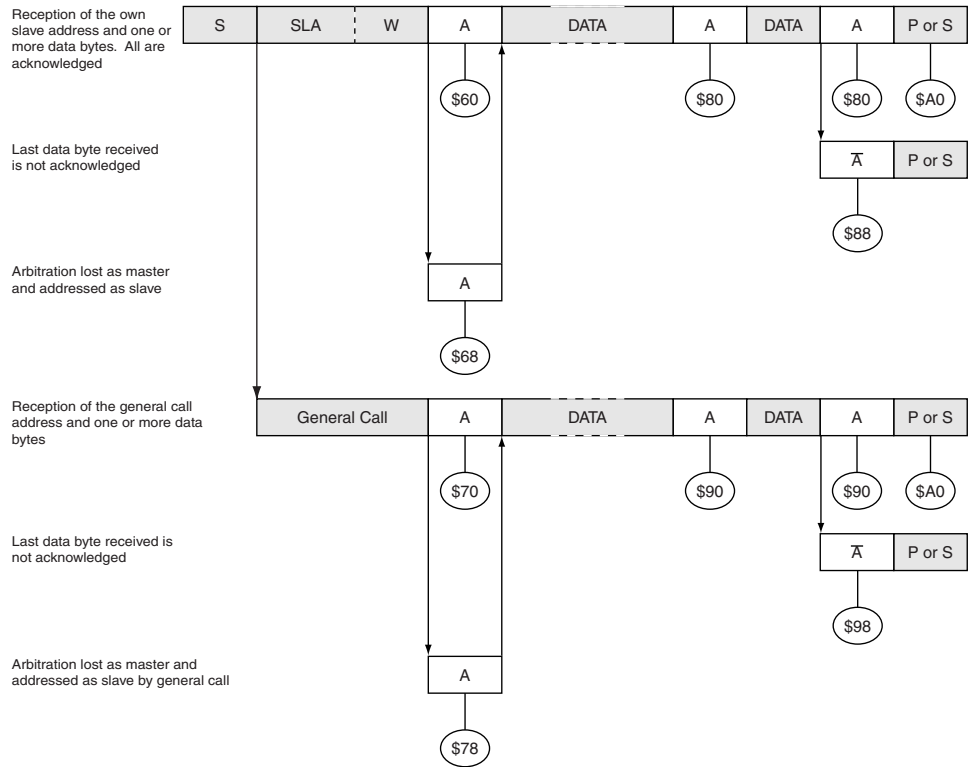 Reception of the own
slave address and one or
more data bytes. All are
acknowledged
S SLA W A DATA A DATA A P or S
$60 $80 $80 $A0
Last data byte received
is not acknowledged
A̅ P or S
$88
Arbitration lost as master
and addressed as slave
A
$68
Reception of the general call
address and one or more data
bytes
General Call A DATA A DATA A P or S
$70 $90 $90 $A0
Last data byte received is
not acknowledged
A̅ P or S
$98
Arbitration lost as master and
addressed as slave by general call
A
$78